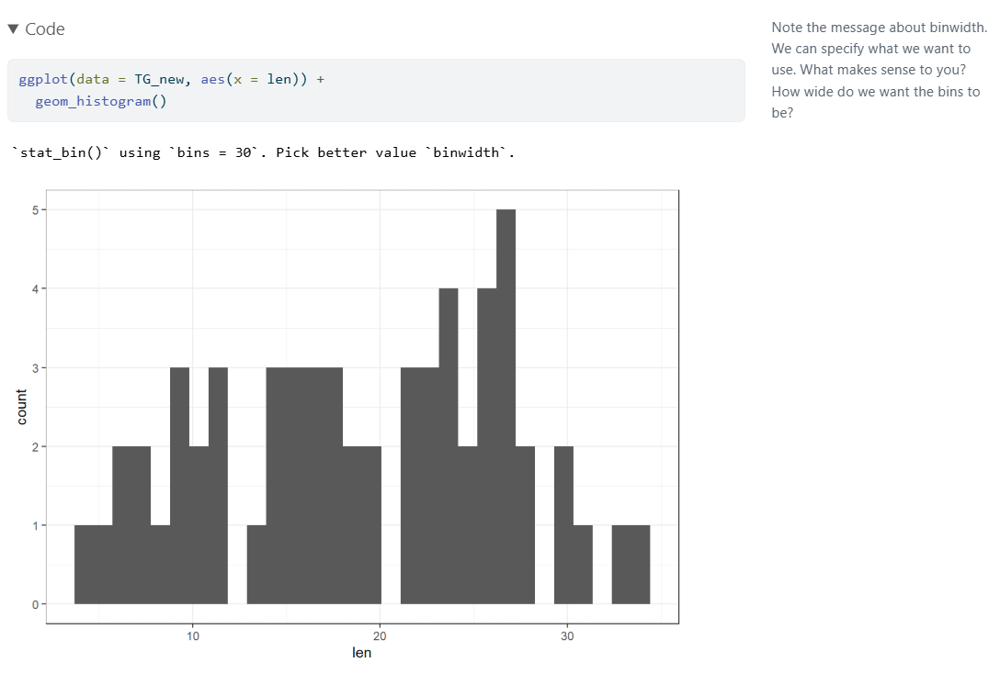 ▼ Code
ggplot(data = TG_new, aes(x = len)) +
  geom_histogram()
`stat_bin()` using `bins = 30`. Pick better value `binwidth`.
5
4
3
2
1
0
count
10 20 30
len
Note the message about binwidth.
We can specify what we want to
use. What makes sense to you?
How wide do we want the bins to
be?